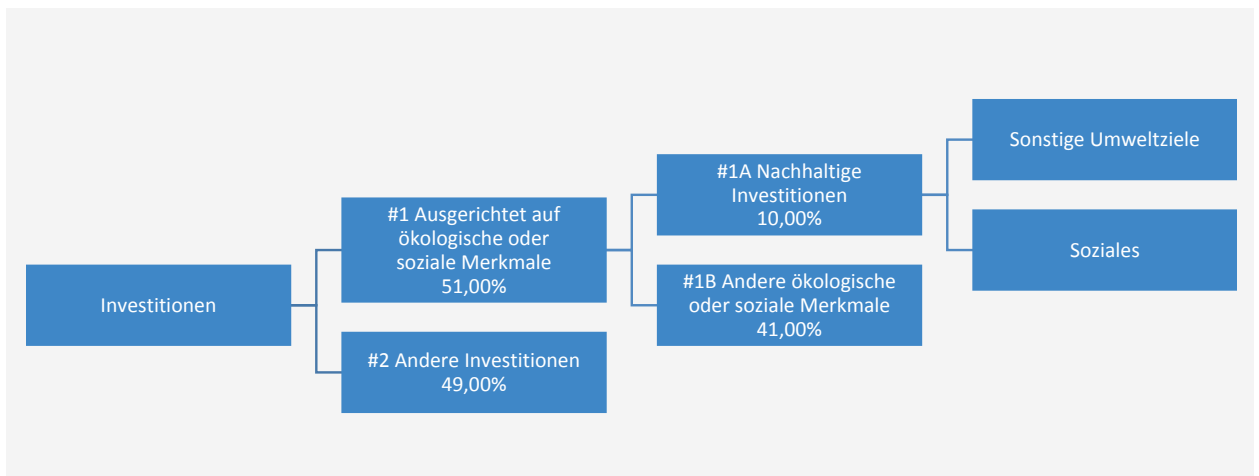 Investitionen
#1 Ausgerichtet auf
ökologische oder
soziale Merkmale
51,00%
#2 Andere Investitionen
49,00%
#1A Nachhaltige
Investitionen
10,00%
#1B Andere ökologische
oder soziale Merkmale
41,00%
Sonstige Umweltziele
Soziales